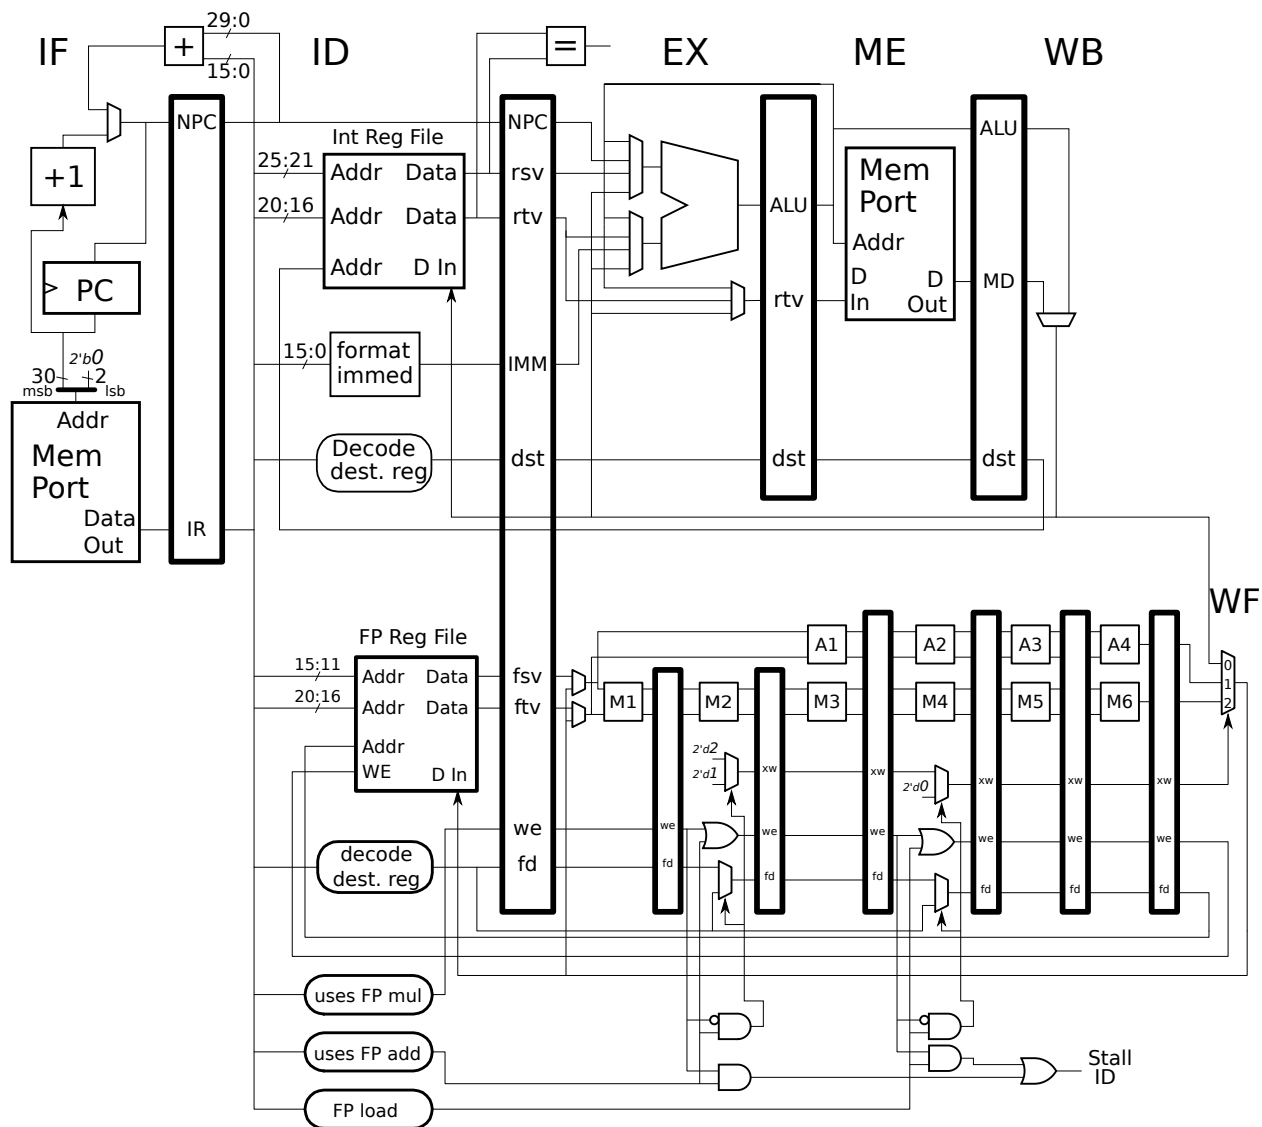 IF
ID
EX
ME
WB
29:0
+
15:0
=
NPC
+1
PC
30
2'b0
2
msb
lsb
Addr
Mem
Port
Data
Out
IR
25:21
20:16
Int Reg File
Addr Data
Addr Data
Addr D In
15:0
format
immed
Decode
dest. reg
NPC
rsv
rtv
IMM
dst
ALU
rtv
dst
Mem
Port
Addr
D
In
D
Out
ALU
MD
dst
WF
FP Reg File
15:11
20:16
Addr Data
Addr Data
Addr
WE
D In
fsv
ftv
we
fd
decode
dest. reg
A1
A2
A3
A4
M1
M2
M3
M4
M5
M6
0
1
2
2'd2
2'd1
xw
2'd0
xw
xw
xw
we
we
we
we
we
we
fd
fd
fd
fd
fd
fd
uses FP mul
uses FP add
FP load
Stall
ID